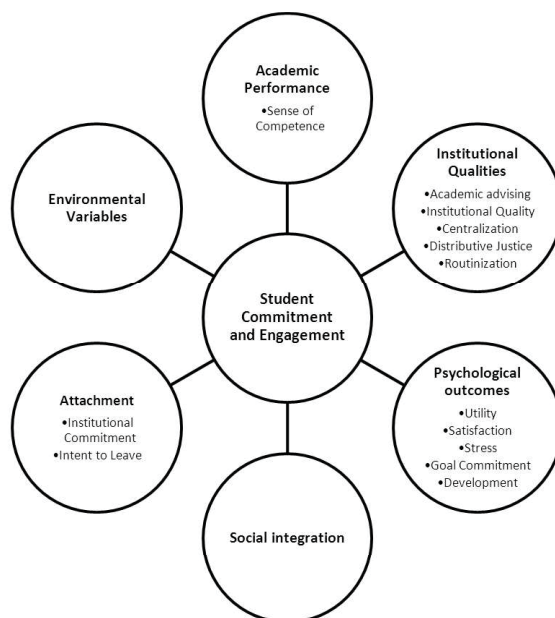 Academic
Performance
•Sense of
Competence
Institutional
Qualities
•Academic advising
•Institutional Quality
•Centralization
•Distributive Justice
•Routinization
Environmental
Variables
Student
Commitment
and Engagement
Attachment
•Institutional
Commitment
•Intent to Leave
Psychological
outcomes
•Utility
•Satisfaction
•Stress
•Goal Commitment
•Development
Social integration